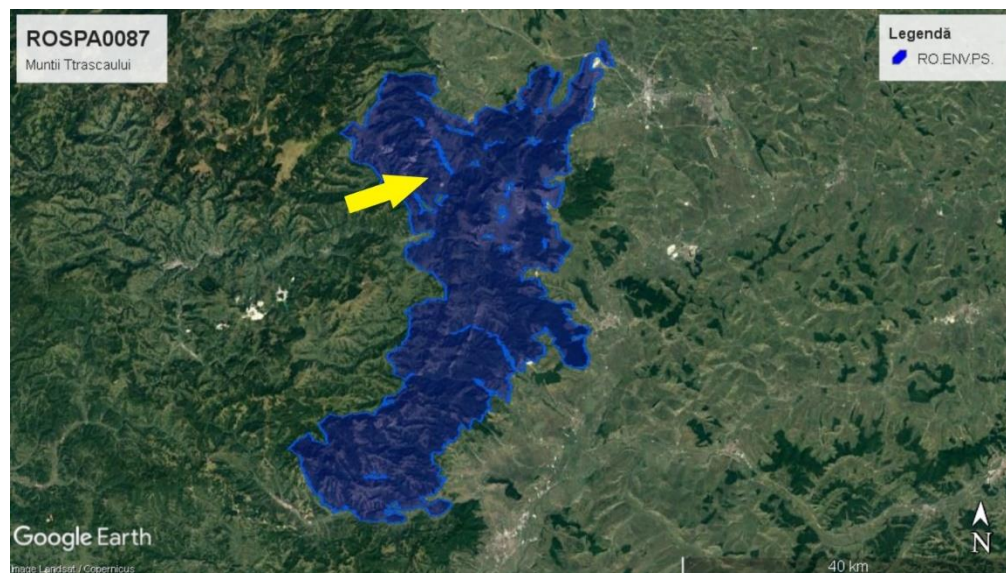 ROSPA0087
Muntii Ttrascaului
Legendă
RO.ENV.PS.
Google Earth
Image Landsat / Copernicus
N
40 km